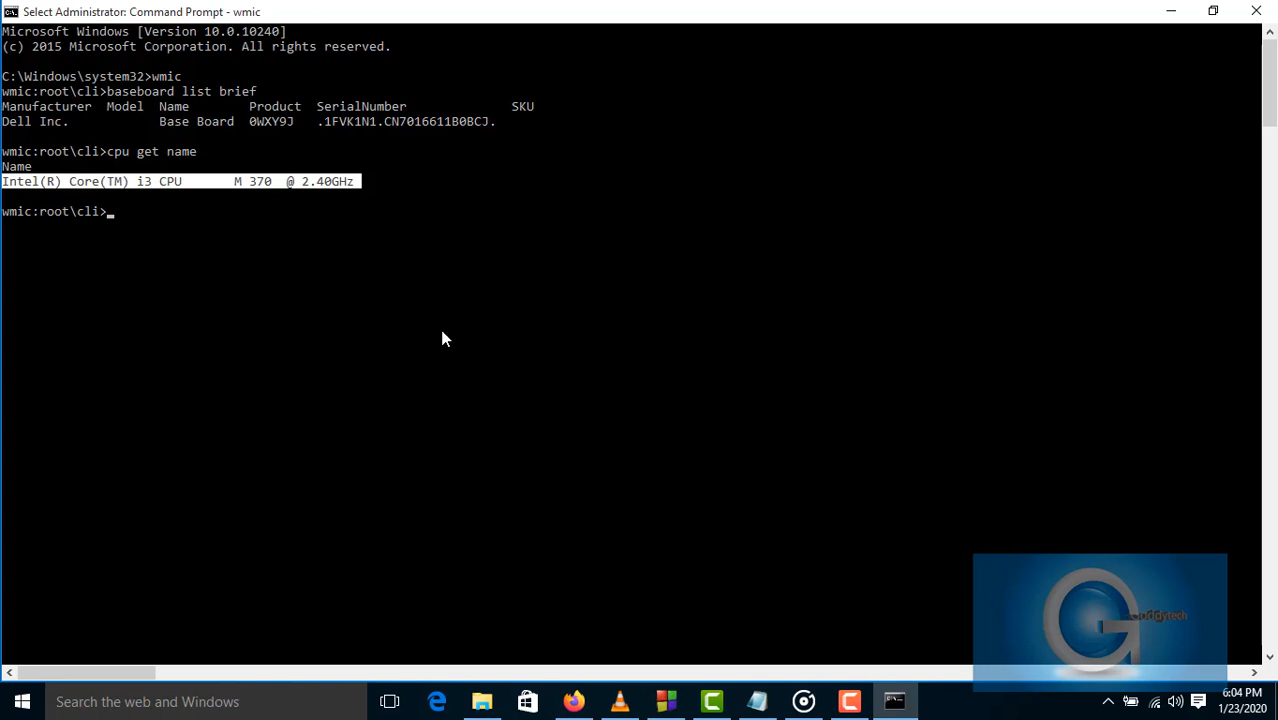 Select Administrator: Command Prompt - wmic
Microsoft Windows [Version 10.0.10240]
(c) 2015 Microsoft Corporation. All rights reserved.
C:\Windows\system32>wmic
wmic:root\cli>baseboard list brief
Manufacturer  Model  Name        Product  SerialNumber              SKU
Dell Inc.            Base Board  0WXY9J   .1FVK1N1.CN7016611B0BCJ.
wmic:root\cli>cpu get name
Name
Intel(R) Core(TM) i3 CPU       M 370  @ 2.40GHz
wmic:root\cli>
Search the web and Windows
6:04 PM
1/23/2020